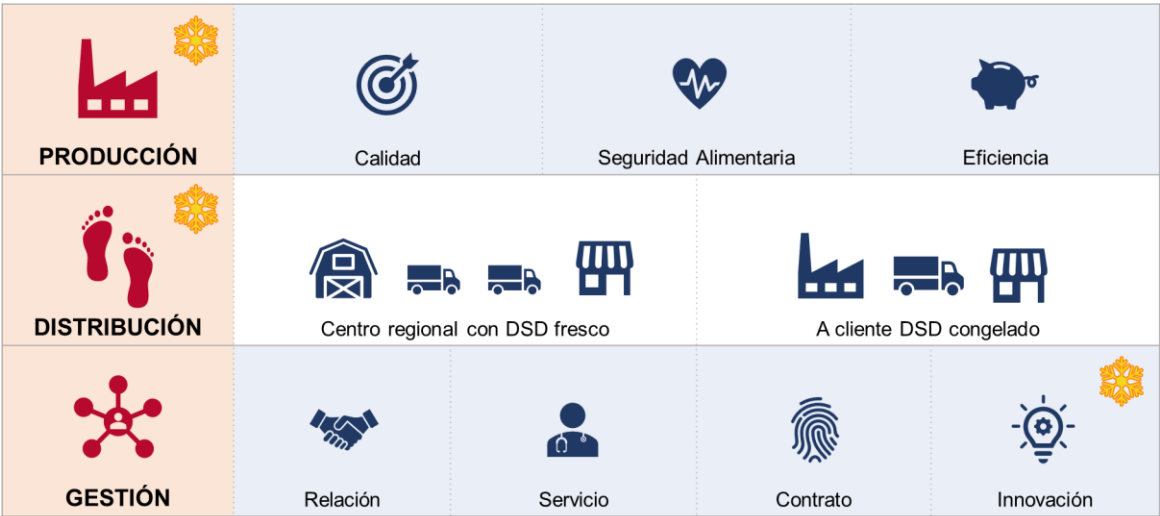 PRODUCCIÓN
Calidad
Seguridad Alimentaria
Eficiencia
DISTRIBUCIÓN
Centro regional con DSD fresco
A cliente DSD congelado
GESTIÓN
Relación
Servicio
Contrato
Innovación